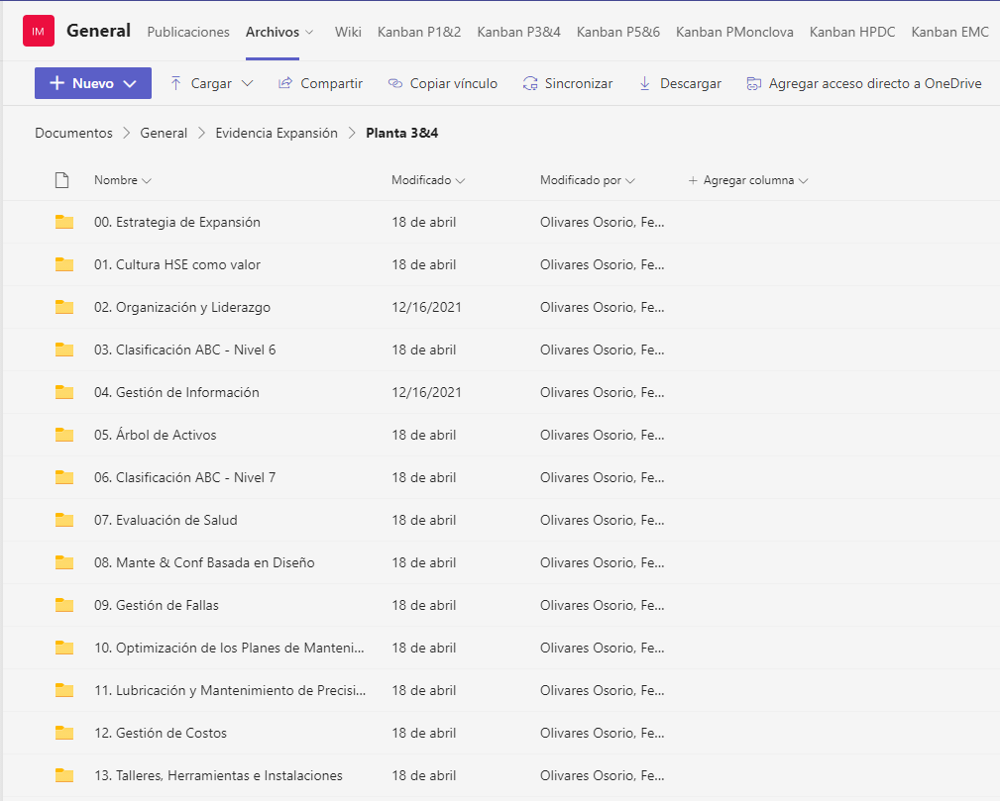 IM General Publicaciones Archivos Wiki Kanban P1&2 Kanban P3&4 Kanban P5&6 Kanban PMonclova Kanban HPDC Kanban EMC
Nuevo Cargar Compartir Copiar vínculo Sincronizar Descargar Agregar acceso directo a OneDrive
Documentos > General > Evidencia Expansión > Planta 3&4
Nombre Modificado Modificado por + Agregar columna
00. Estrategia de Expansión 18 de abril Olivares Osorio, Fe...
01. Cultura HSE como valor 18 de abril Olivares Osorio, Fe...
02. Organización y Liderazgo 12/16/2021 Olivares Osorio, Fe...
03. Clasificación ABC - Nivel 6 18 de abril Olivares Osorio, Fe...
04. Gestión de Información 12/16/2021 Olivares Osorio, Fe...
05. Árbol de Activos 18 de abril Olivares Osorio, Fe...
06. Clasificación ABC - Nivel 7 18 de abril Olivares Osorio, Fe...
07. Evaluación de Salud 18 de abril Olivares Osorio, Fe...
08. Mante & Conf Basada en Diseño 18 de abril Olivares Osorio, Fe...
09. Gestión de Fallas 18 de abril Olivares Osorio, Fe...
10. Optimización de los Planes de Manteni... 18 de abril Olivares Osorio, Fe...
11. Lubricación y Mantenimiento de Precisi... 18 de abril Olivares Osorio, Fe...
12. Gestión de Costos 18 de abril Olivares Osorio, Fe...
13. Talleres, Herramientas e Instalaciones 18 de abril Olivares Osorio, Fe...